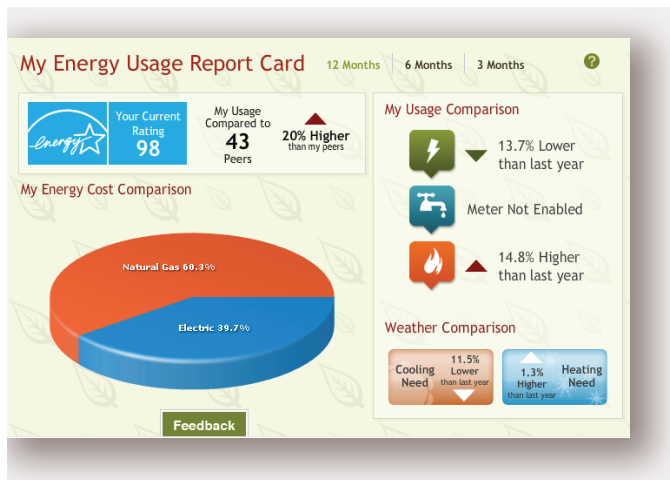 My Energy Usage Report Card
12 Months
6 Months
3 Months
?
energy
Your Current
Rating
98
My Usage
Compared to
43
Peers
20% Higher
than my peers
My Energy Cost Comparison
Natural Gas 60.3%
Electric 39.7%
My Usage Comparison
13.7% Lower
than last year
Meter Not Enabled
14.8% Higher
than last year
Weather Comparison
Cooling
Need
11.5%
Lower
than last year
1.3%
Higher
than last year
Heating
Need
Feedback